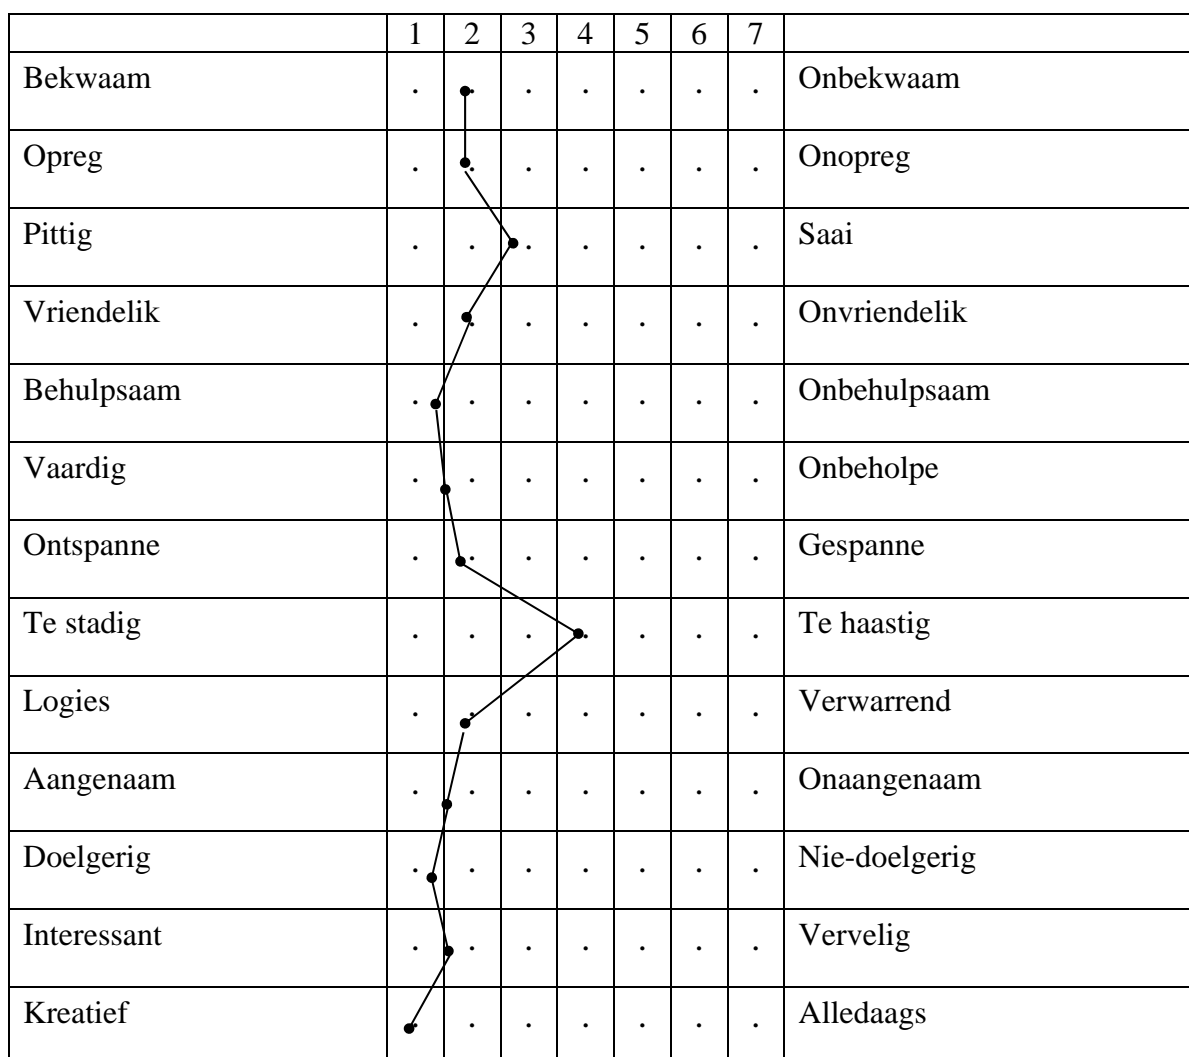 1 2 3 4 5 6 7
Bekwaam . . . . . . . Onbekwaam
Opreg . . . . . . . Onopreg
Pittig . . . . . . . Saai
Vriendelik . . . . . . . Onvriendelik
Behulpsaam . . . . . . . Onbehulpsaam
Vaardig . . . . . . . Onbeholpe
Ontspanne . . . . . . . Gespanne
Te stadig . . . . . . . Te haastig
Logies . . . . . . . Verwarrend
Aangenaam . . . . . . . Onaangenaam
Doelgerig . . . . . . . Nie-doelgerig
Interessant . . . . . . . Vervelig
Kreatief . . . . . . . Alledaags